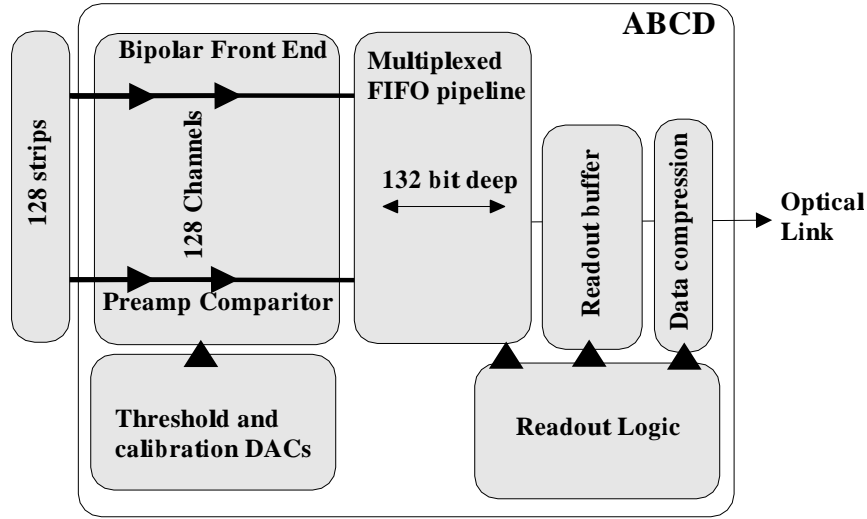 ABCD
128 strips
Bipolar Front End
128 Channels
Preamp Comparitor
Multiplexed
FIFO pipeline
132 bit deep
Readout buffer
Data compression
Optical
Link
Threshold and
calibration DACs
Readout Logic